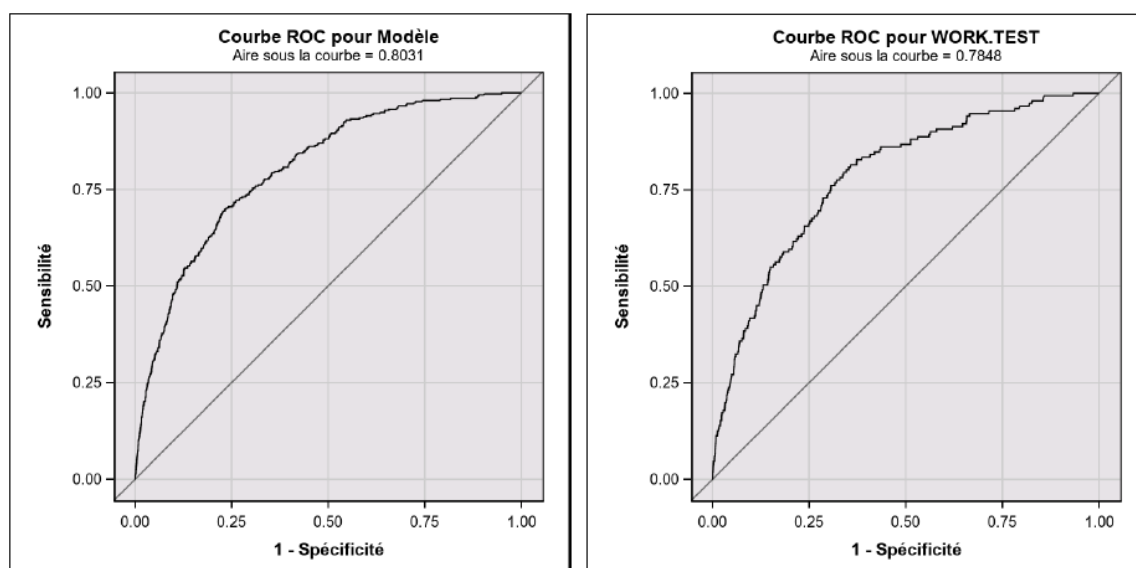 Courbe ROC pour Modèle
Aire sous la courbe = 0.8031
1.00
0.75
0.50
0.25
0.00
Sensibilité
0.00 0.25 0.50 0.75 1.00
1 - Spécificité
Courbe ROC pour WORK.TEST
Aire sous la courbe = 0.7848
1.00
0.75
0.50
0.25
0.00
Sensibilité
0.00 0.25 0.50 0.75 1.00
1 - Spécificité